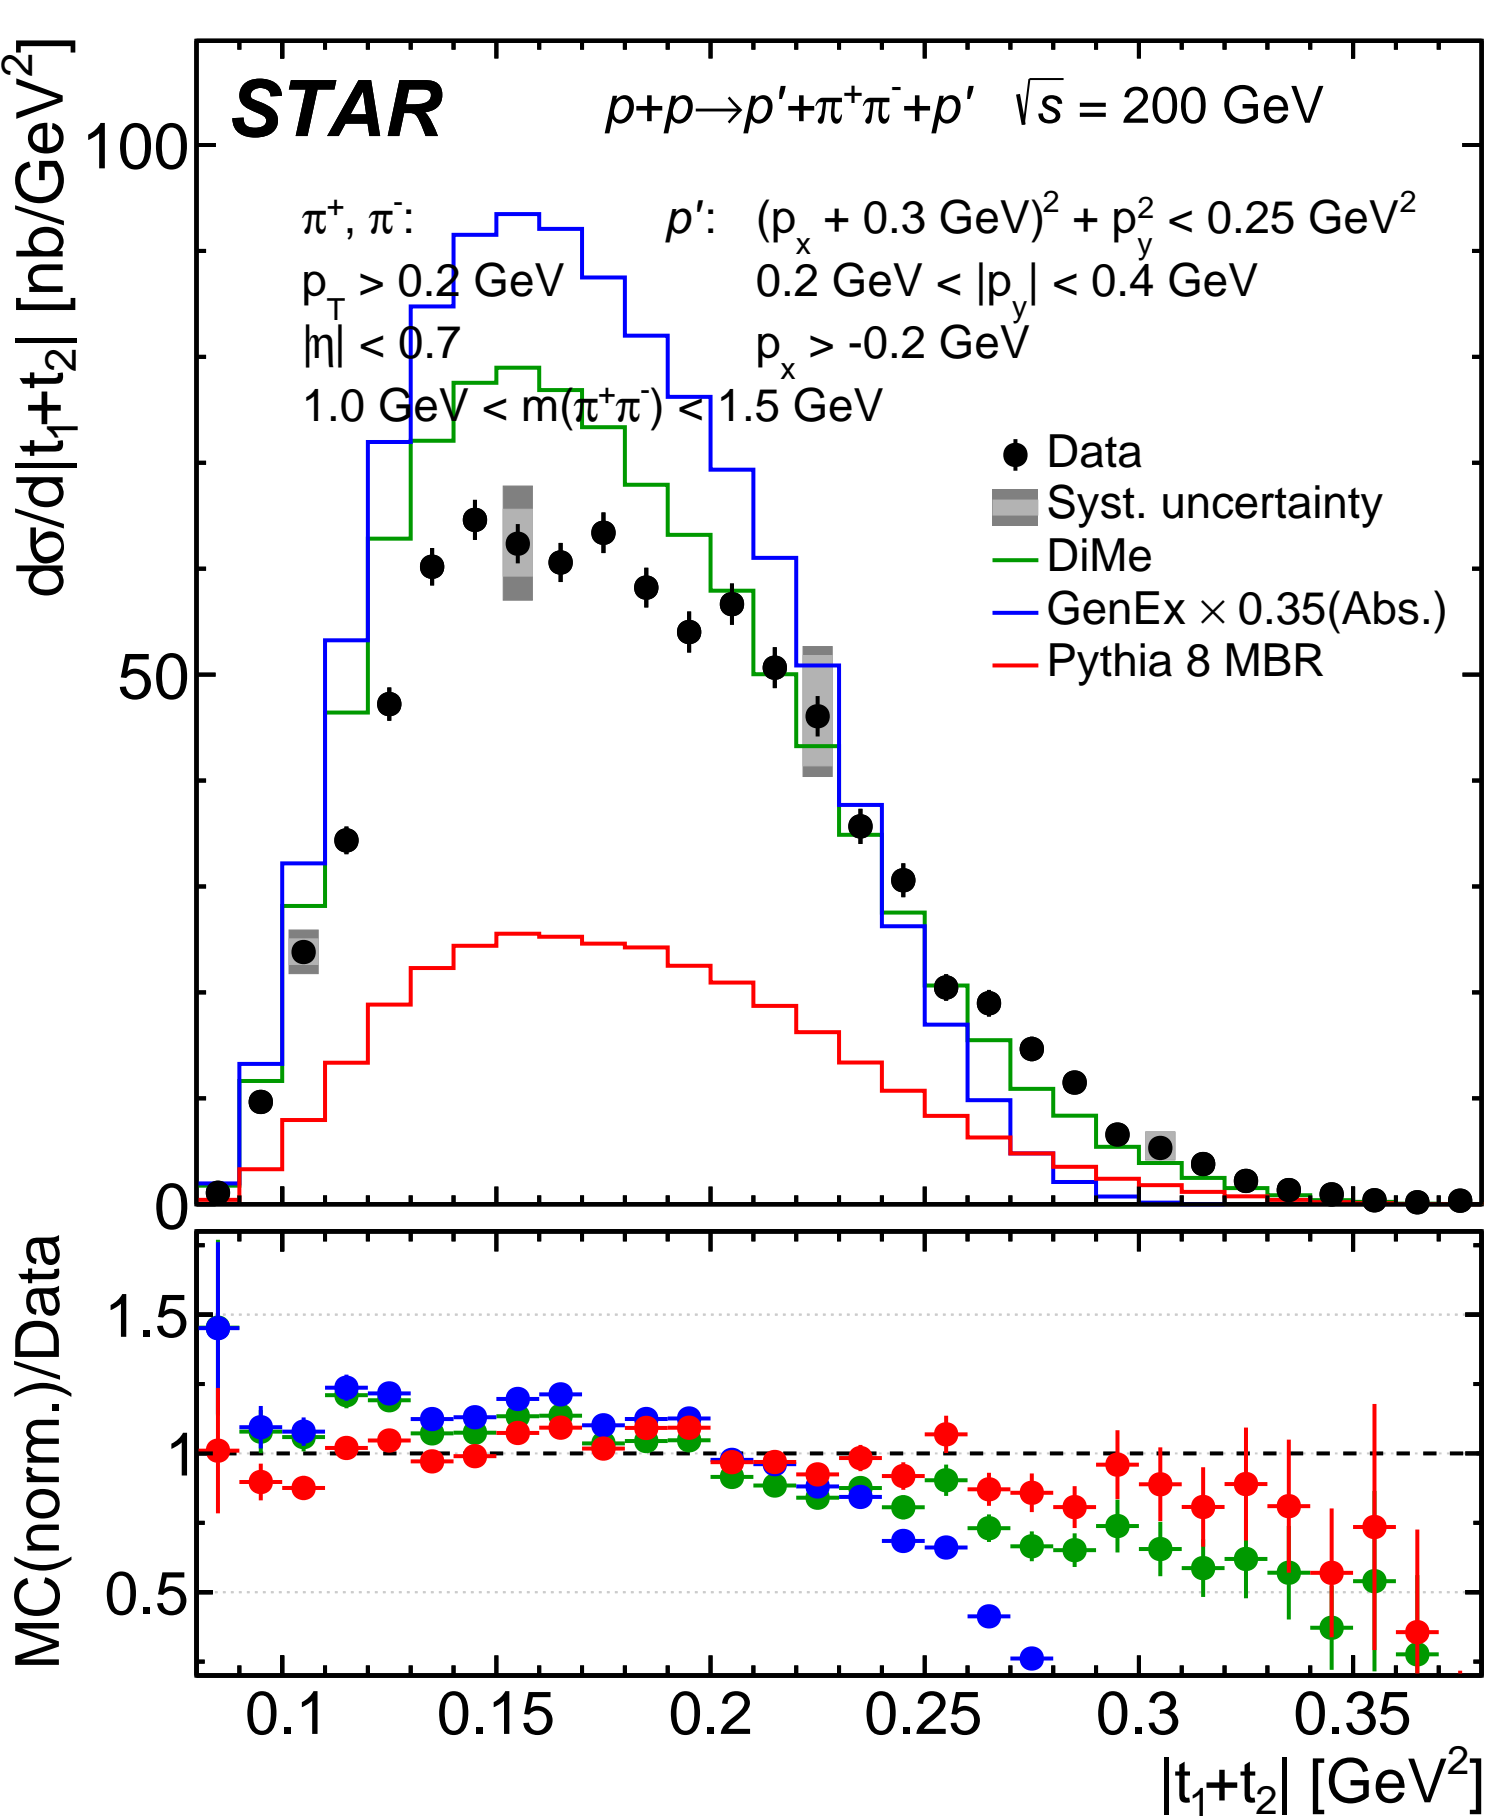 STAR p+p→p′+π⁺π⁻+p′ √s = 200 GeV
π⁺, π⁻: p′: (pₓ + 0.3 GeV)² + p_y² < 0.25 GeV²
p_T > 0.2 GeV 0.2 GeV < |p_y| < 0.4 GeV
|η| < 0.7 pₓ > -0.2 GeV
1.0 GeV < m(π⁺π⁻) < 1.5 GeV
Data
Syst. uncertainty
DiMe
GenEx × 0.35(Abs.)
Pythia 8 MBR
dσ/d|t₁+t₂| [nb/GeV²]
100
50
0
MC(norm.)/Data
1.5
1
0.5
0.1 0.15 0.2 0.25 0.3 0.35
|t₁+t₂| [GeV²]